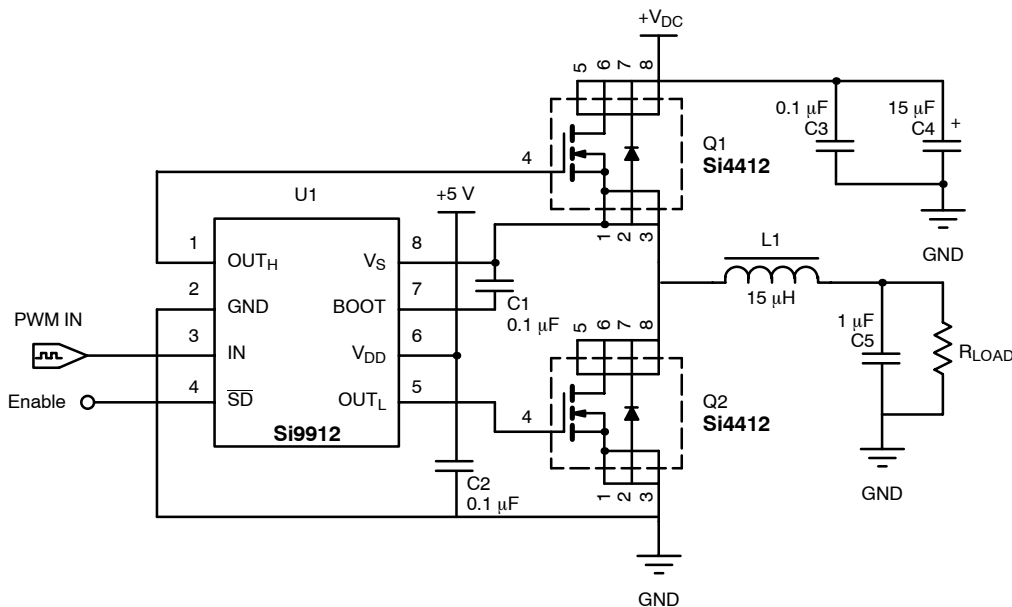 +VDC
5 6 7 8
0.1 μF
C3
15 μF
C4
+
Q1
Si4412
4
U1
+5 V
1
OUTH
VS
8
1 2 3
GND
L1
2
GND
BOOT
7
C1
0.1 μF
15 μH
PWM IN
3
IN
VDD
6
5 6 7 8
1 μF
C5
RLOAD
Enable
4
SD
OUTL
5
4
Q2
Si4412
Si9912
C2
0.1 μF
1 2 3
GND
GND